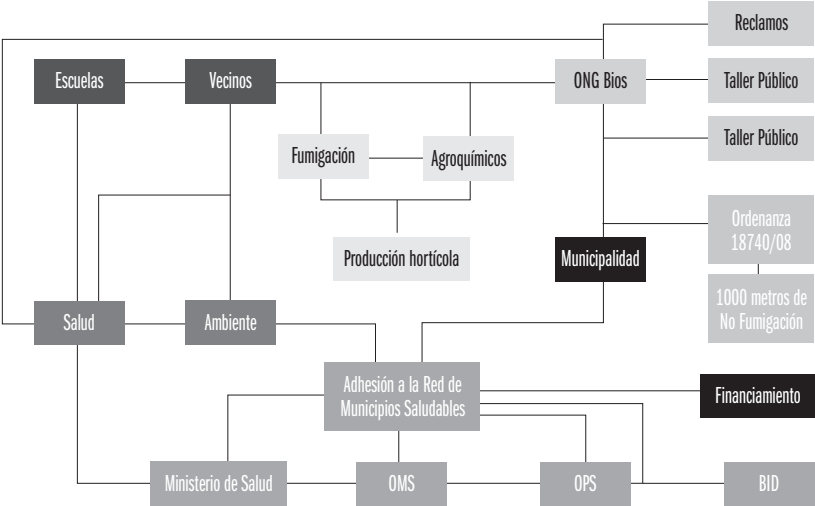 Reclamos
Escuelas
Vecinos
ONG Bios
Taller Público
Taller Público
Fumigación
Agroquímicos
Ordenanza
18740/08
Producción hortícola
Municipalidad
1000 metros de
No Fumigación
Salud
Ambiente
Adhesión a la Red de
Municipios Saludables
Financiamiento
Ministerio de Salud
OMS
OPS
BID